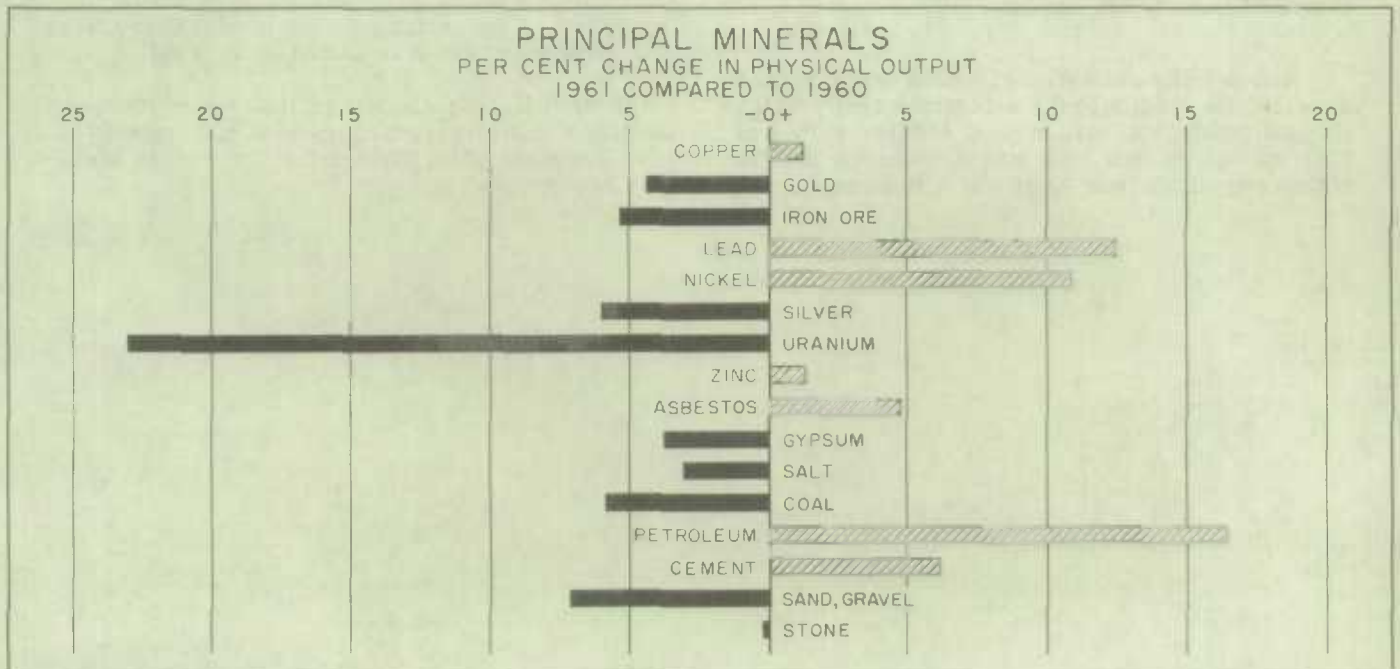 PRINCIPAL MINERALS
PER CENT CHANGE IN PHYSICAL OUTPUT
1961 COMPARED TO 1960
25 20 15 10 5 - 0 + 5 10 15 20
COPPER
GOLD
IRON ORE
LEAD
NICKEL
SILVER
URANIUM
ZINC
ASBESTOS
GYPSUM
SALT
COAL
PETROLEUM
CEMENT
SAND, GRAVEL
STONE